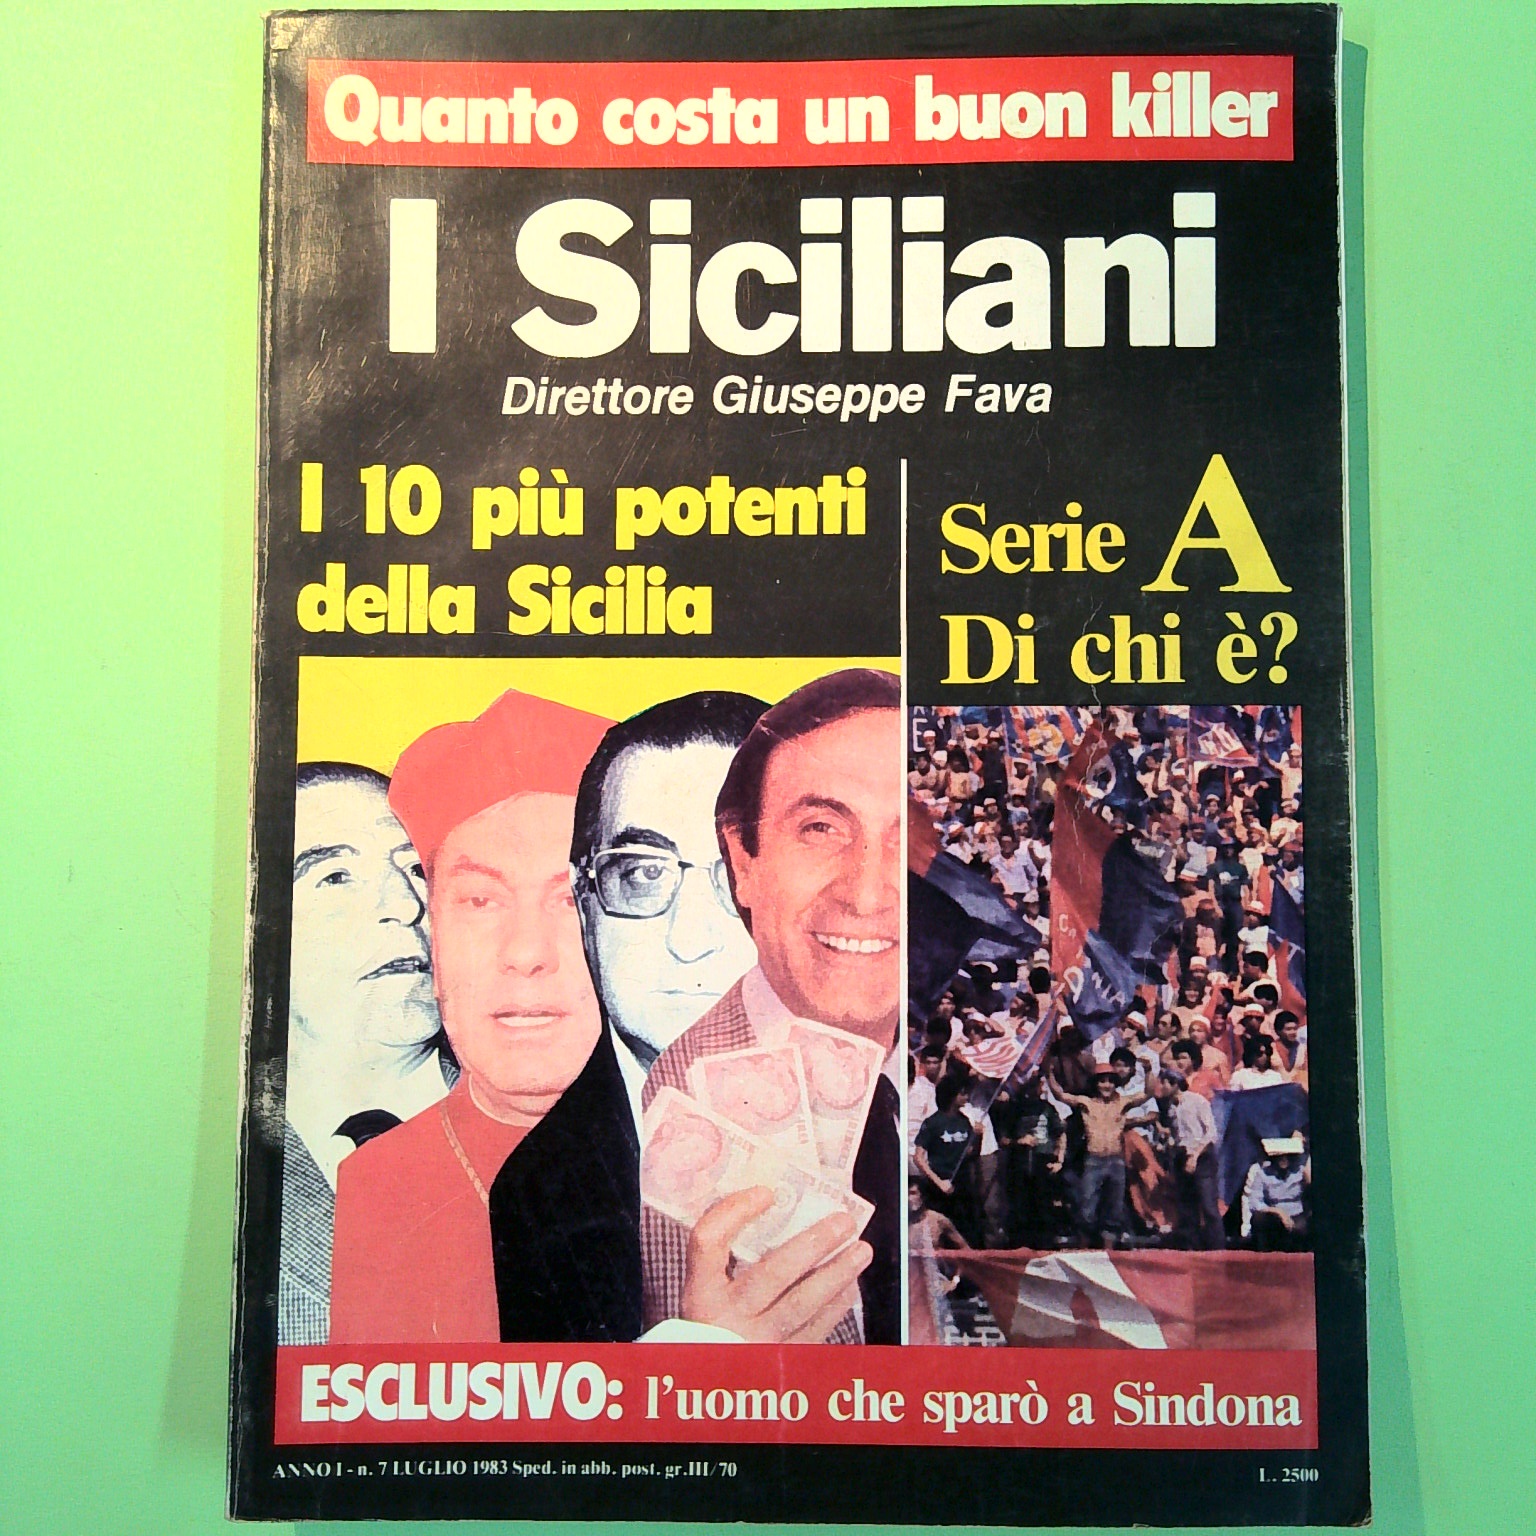 Quanto costa un buon killer
I Siciliani
Direttore Giuseppe Fava
I 10 più potenti
della Sicilia
Serie A
Di chi è?
ESCLUSIVO: l'uomo che sparò a Sindona
ANNO I - n. 7 LUGLIO 1983 Sped. in abb. post. gr.III/70
L. 2500